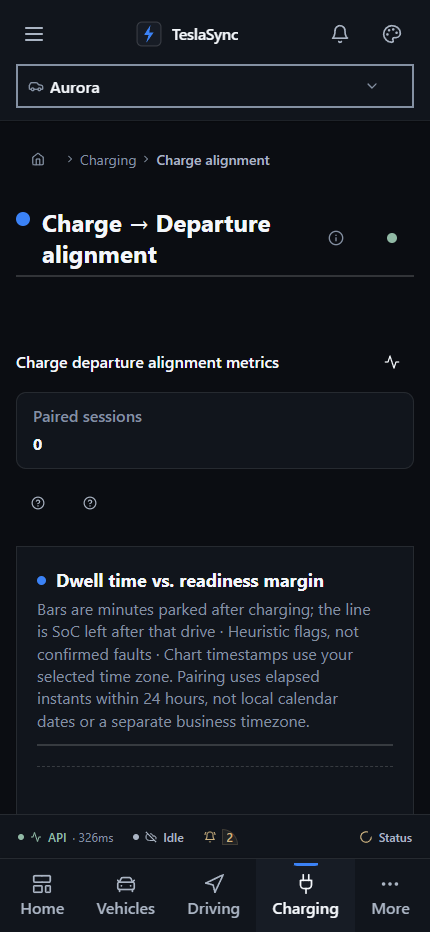 TeslaSync
Aurora
Charging
Charge alignment
Charge → Departure
alignment
Charge departure alignment metrics
Paired sessions
0
Dwell time vs. readiness margin
Bars are minutes parked after charging; the line
is SoC left after that drive · Heuristic flags, not
confirmed faults · Chart timestamps use your
selected time zone. Pairing uses elapsed
instants within 24 hours, not local calendar
dates or a separate business timezone.
API · 326ms
Idle
2
Status
Home
Vehicles
Driving
Charging
More